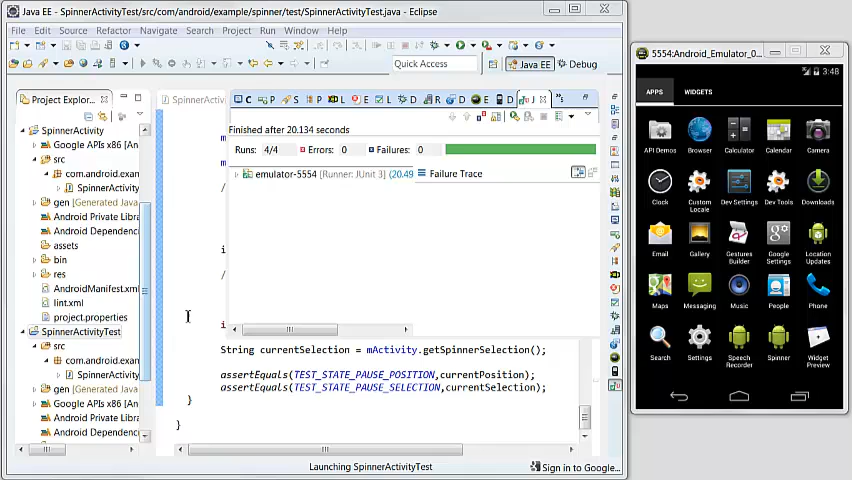 Java EE - SpinnerActivityTest/src/com/android/example/spinner/test/SpinnerActivityTest.java - Eclipse
File Edit Source Refactor Navigate Search Project Run Window Help
Quick Access
Java EE
Debug
Project Explor...
SpinnerActiv
SpinnerActivity
Google APIs x86 [An
src
com.android.exan
SpinnerActivity
gen [Generated Java
Android Private Libra
Android Dependenc
assets
bin
res
AndroidManifest.xml
lint.xml
project.properties
SpinnerActivityTest
src
com.android.exan
SpinnerActivity
gen [Generated Java
Google APIs x86 [An
Android Private Libra
Android Dependenc
C P S P L E L D R D E D J
Finished after 20.134 seconds
Runs: 4/4 Errors: 0 Failures: 0
emulator-5554 [Runner: JUnit 3] (20.49
Failure Trace
m
m
/
i
/
i
String currentSelection = mActivity.getSpinnerSelection();
assertEquals(TEST_STATE_PAUSE_POSITION,currentPosition);
assertEquals(TEST_STATE_PAUSE_SELECTION,currentSelection);
}
}
Launching SpinnerActivityTest
Sign in to Google...
5554:Android_Emulator_0...
3:48
APPS WIDGETS
API Demos Browser Calculator Calendar Camera
Clock Custom Locale Dev Settings Dev Tools Downloads
Email Gallery Gestures Builder Google Settings Location Updates
Maps Messaging Music People Phone
Search Settings Speech Recorder Spinner Widget Preview